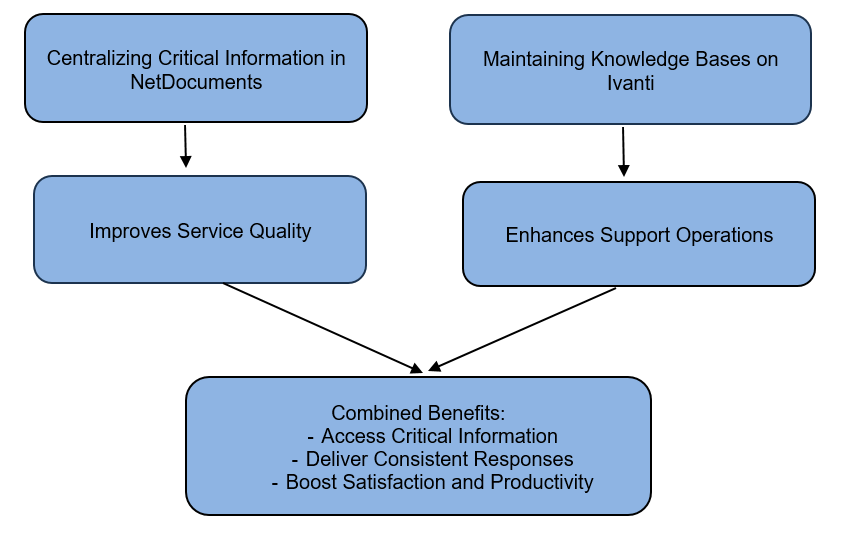 Centralizing Critical Information in
NetDocuments
Maintaining Knowledge Bases on
Ivanti
Improves Service Quality
Enhances Support Operations
Combined Benefits:
- Access Critical Information
- Deliver Consistent Responses
- Boost Satisfaction and Productivity